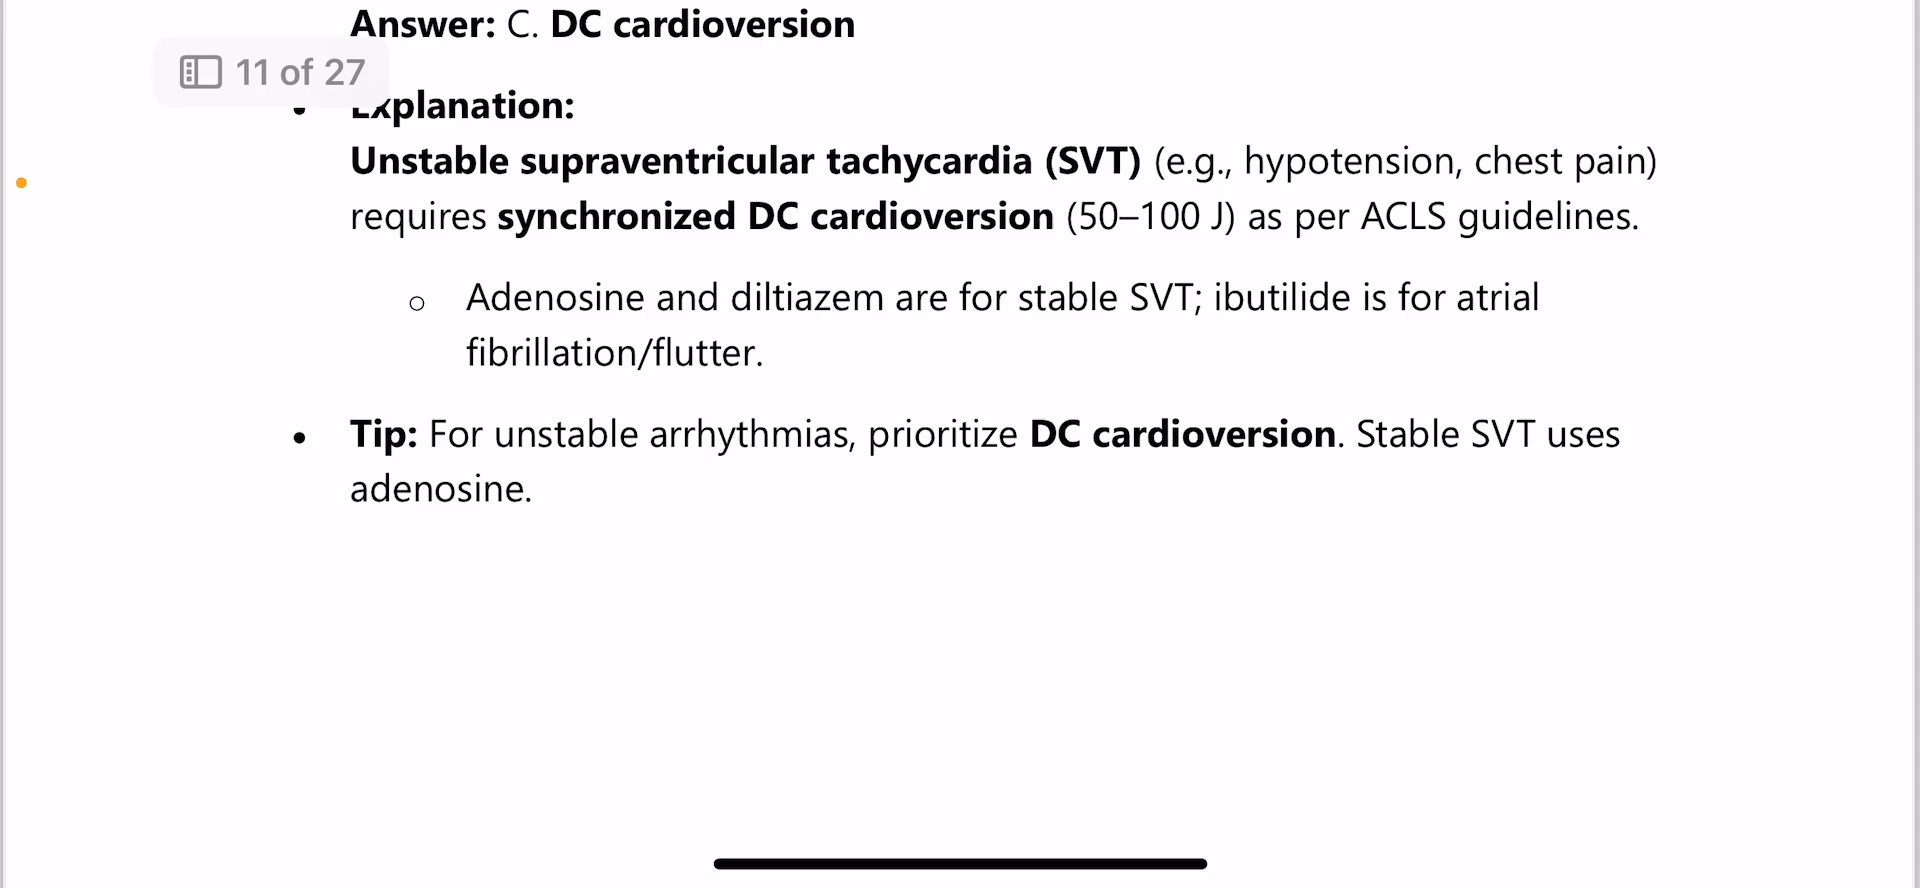 Answer: C. DC cardioversion
11 of 27
• Explanation:
Unstable supraventricular tachycardia (SVT) (e.g., hypotension, chest pain)
requires synchronized DC cardioversion (50–100 J) as per ACLS guidelines.
○ Adenosine and diltiazem are for stable SVT; ibutilide is for atrial
fibrillation/flutter.
• Tip: For unstable arrhythmias, prioritize DC cardioversion. Stable SVT uses
adenosine.